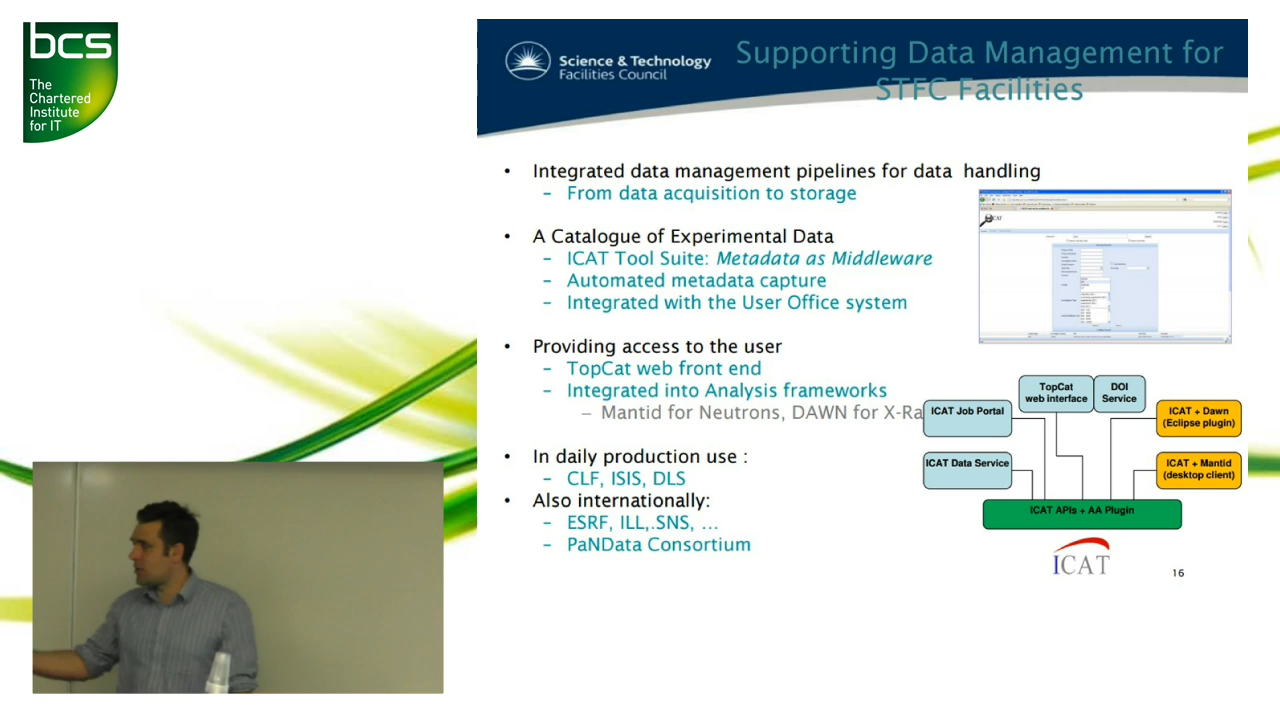 bcs
The
Chartered
Institute
for IT
Science & Technology
Facilities Council
Supporting Data Management for
STFC Facilities
• Integrated data management pipelines for data handling
– From data acquisition to storage
• A Catalogue of Experimental Data
– ICAT Tool Suite: Metadata as Middleware
– Automated metadata capture
– Integrated with the User Office system
• Providing access to the user
– TopCat web front end
– Integrated into Analysis frameworks
– Mantid for Neutrons, DAWN for X-Ra
• In daily production use :
– CLF, ISIS, DLS
• Also internationally:
– ESRF, ILL,.SNS, …
– PaNData Consortium
TopCat
web interface
DOI
Service
ICAT Job Portal
ICAT + Dawn
(Eclipse plugin)
ICAT Data Service
ICAT + Mantid
(desktop client)
ICAT APIs + AA Plugin
ICAT
16